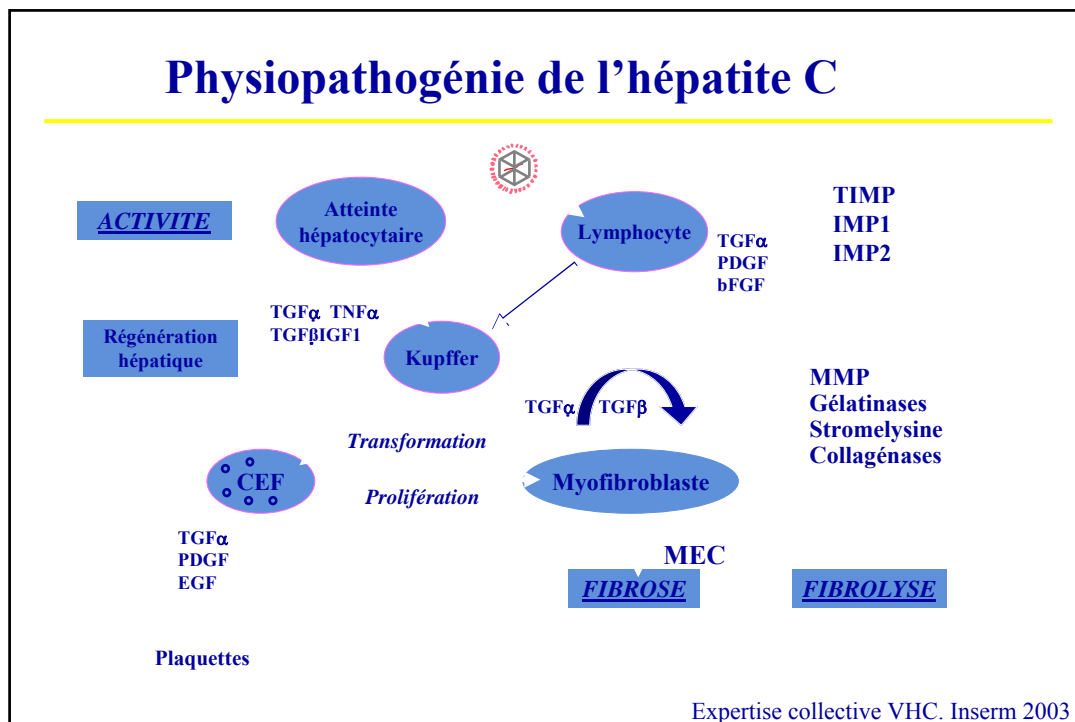 Physiopathogénie de l’hépatite C
ACTIVITE
Atteinte
hépatocytaire
Lymphocyte
TGFα
PDGF
bFGF
TIMP
IMP1
IMP2
Régénération
hépatique
TGFα TNFα
TGFβIGF1
Kupffer
TGFα TGFβ
MMP
Gélatinases
Stromelysine
Collagénases
Transformation
Prolifération
CEF
Myofibroblaste
TGFα
PDGF
EGF
MEC
FIBROSE
FIBROLYSE
Plaquettes
Expertise collective VHC. Inserm 2003